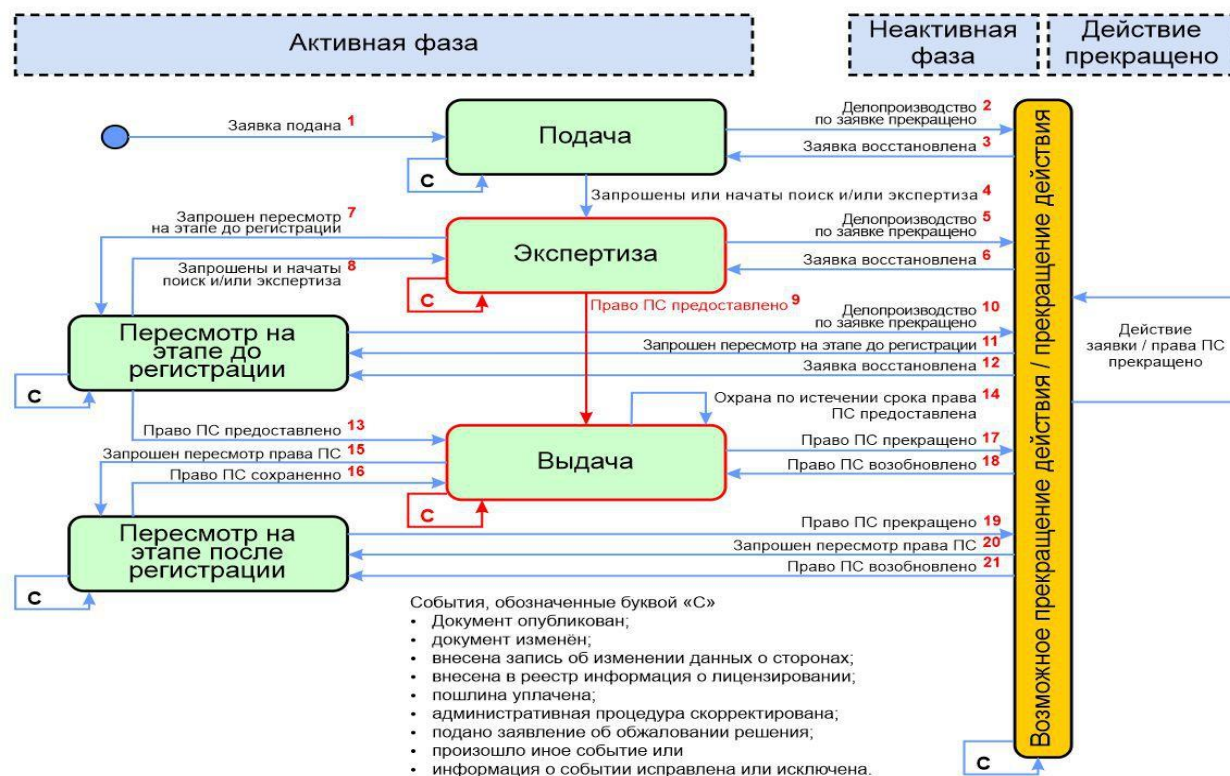 Активная фаза
Неактивная
фаза
Действие
прекращено
Заявка подана 1
Подача
Делопроизводство 2
по заявке прекращено
Заявка восстановлена 3
С
Запрошены или начаты поиск и/или экспертиза 4
Запрошен пересмотр 7
на этапе до регистрации
Экспертиза
Делопроизводство 5
по заявке прекращено
Заявка восстановлена 6
Запрошены и начаты 8
поиск и/или экспертиза
С
Право ПС предоставлено 9
Делопроизводство 10
по заявке прекращено
Пересмотр на
этапе до
регистрации
Запрошен пересмотр на этапе до регистрации 11
Заявка восстановлена 12
С
Действие
заявки / права ПС
прекращено
Охрана по истечении срока права 14
ПС предоставлена
Право ПС предоставлено 13
Запрошен пересмотр права ПС 15
Право ПС сохраненно 16
Выдача
Право ПС прекращено 17
Право ПС возобновлено 18
С
Пересмотр на
этапе после
регистрации
Право ПС прекращено 19
Запрошен пересмотр права ПС 20
Право ПС возобновлено 21
С
Возможное прекращение действия / прекращение действия
События, обозначенные буквой «С»
• Документ опубликован;
• документ изменён;
• внесена запись об изменении данных о сторонах;
• внесена в реестр информация о лицензировании;
• пошлина уплачена;
• административная процедура скорректирована;
• подано заявление об обжаловании решения;
• произошло иное событие или
• информация о событии исправлена или исключена.
С